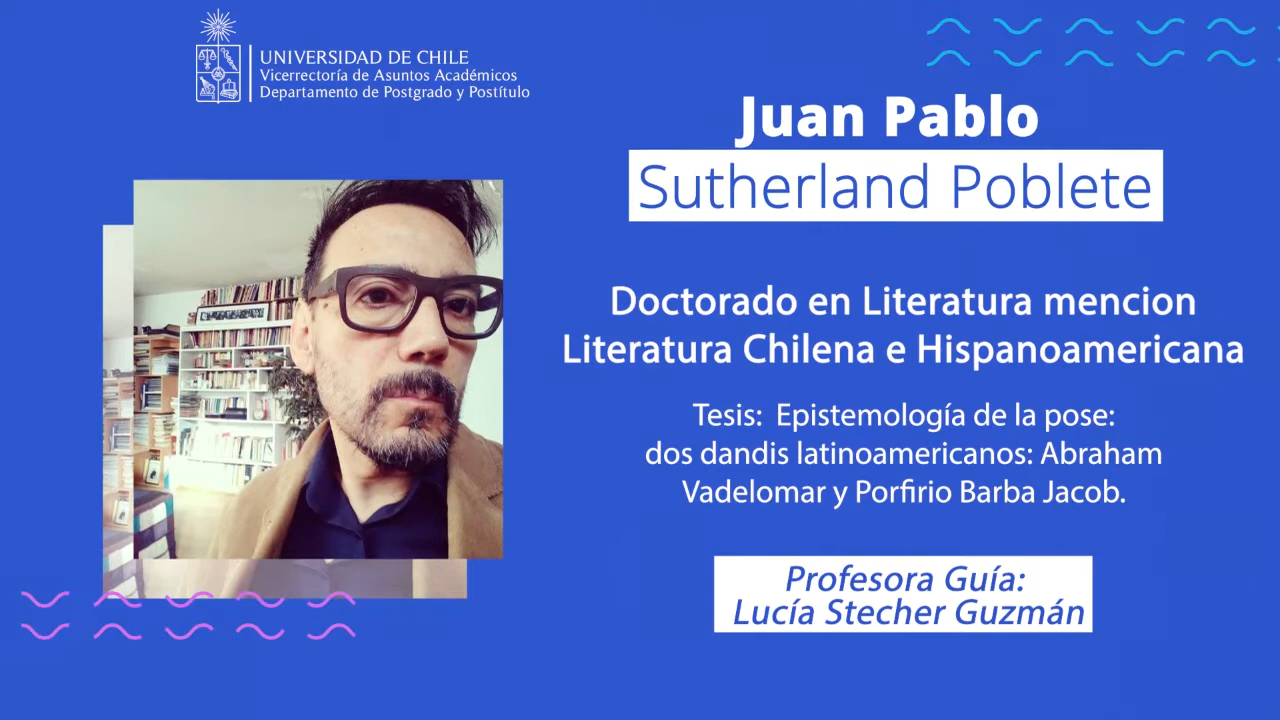 UNIVERSIDAD DE CHILE
Vicerrectoría de Asuntos Académicos
Departamento de Postgrado y Postítulo
Juan Pablo
Sutherland Poblete
Doctorado en Literatura mencion
Literatura Chilena e Hispanoamericana
Tesis: Epistemología de la pose:
dos dandis latinoamericanos: Abraham
Vadelomar y Porfirio Barba Jacob.
Profesora Guía:
Lucía Stecher Guzmán